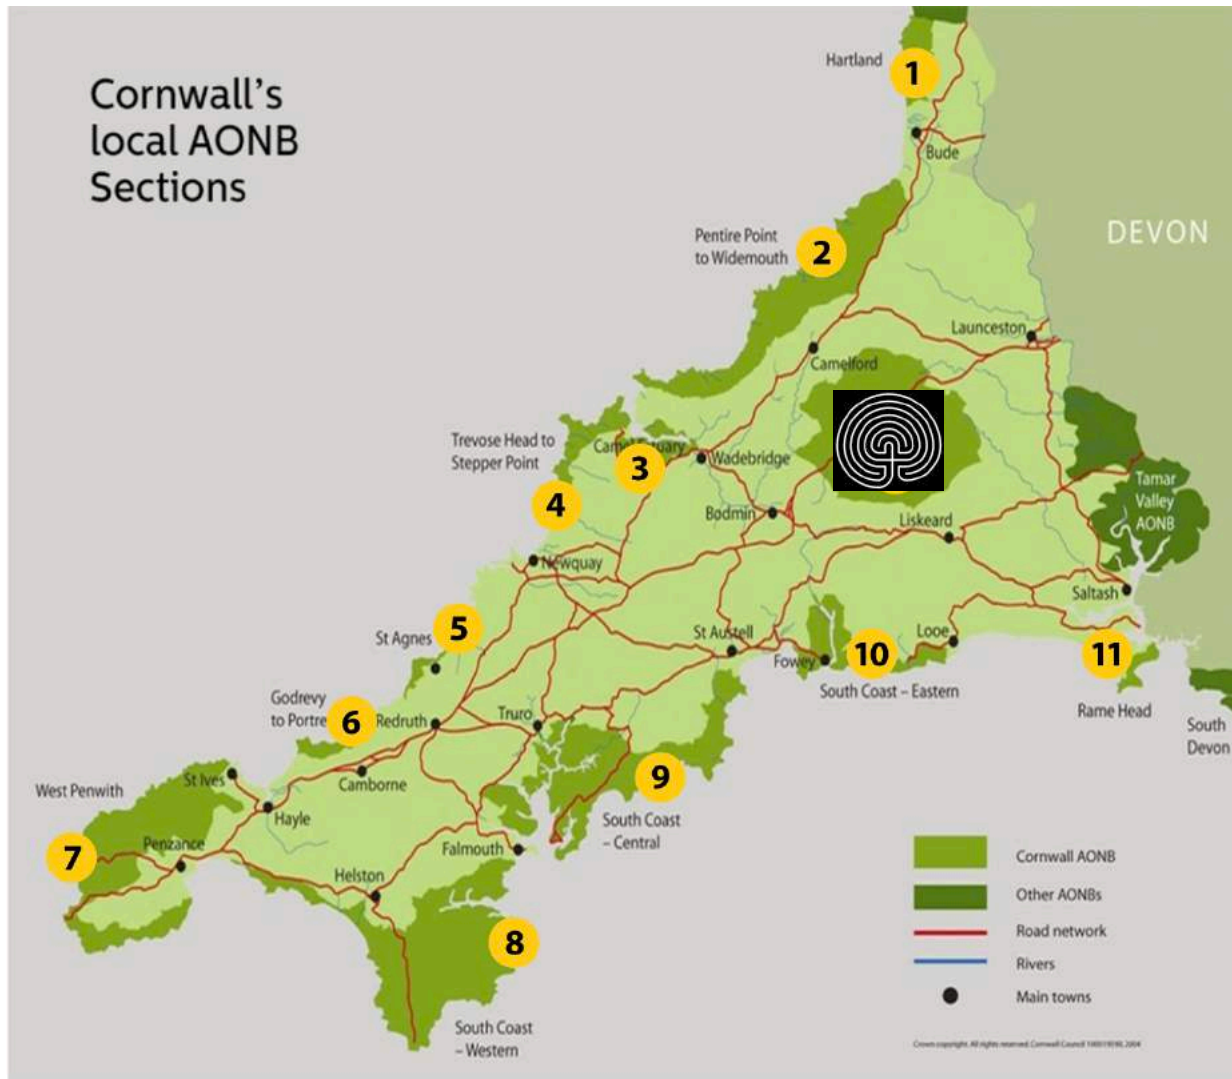 Cornwall's
local AONB
Sections
Hartland
1
Bude
DEVON
Pentire Point
to Widemouth
2
Launceston
Camelford
Trevose Head to
Stepper Point
Camel Estuary
3
Wadebridge
4
Bodmin
Liskeard
Tamar
Valley
AONB
Newquay
Saltash
St Agnes
5
St Austell
Looe
Fowey
10
11
South Coast – Eastern
Rame Head
South
Devon
Godrevy
to Portre
6
Redruth
Truro
West Penwith
St Ives
Camborne
9
Hayle
South Coast
– Central
7
Penzance
Falmouth
Helston
8
South Coast
– Western
Cornwall AONB
Other AONBs
Road network
Rivers
Main towns